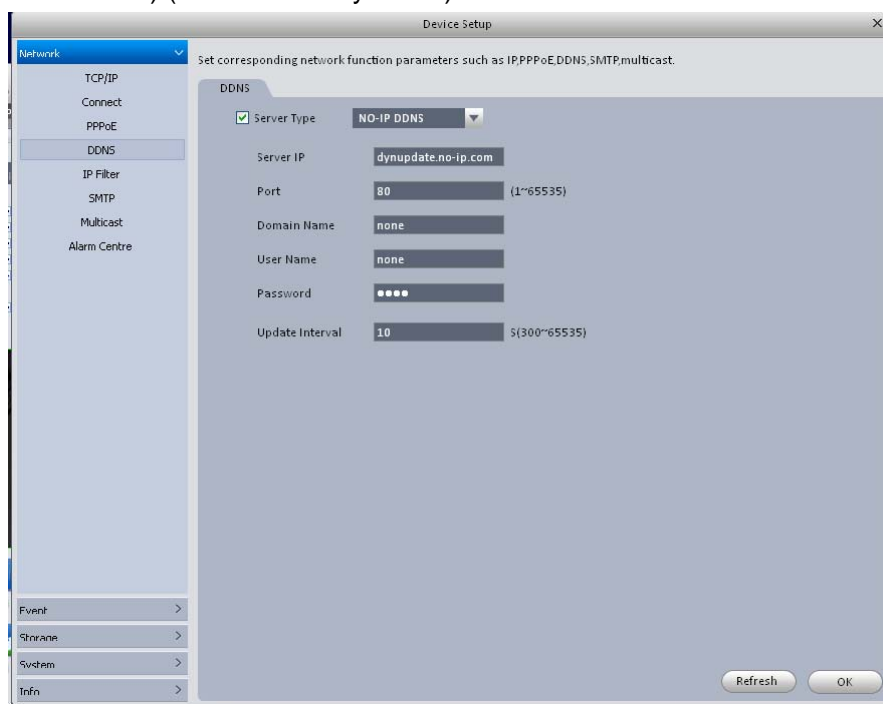 Device Setup
Network
TCP/IP
Connect
PPPoE
DDNS
IP Filter
SMTP
Multicast
Alarm Centre
Event
Storage
System
Info
Set corresponding network function parameters such as IP,PPPoE,DDNS,SMTP,multicast.
DDNS
Server Type NO-IP DDNS
Server IP dynupdate.no-ip.com
Port 80 (1~65535)
Domain Name none
User Name none
Password ●●●●
Update Interval 10 S(300~65535)
Refresh OK